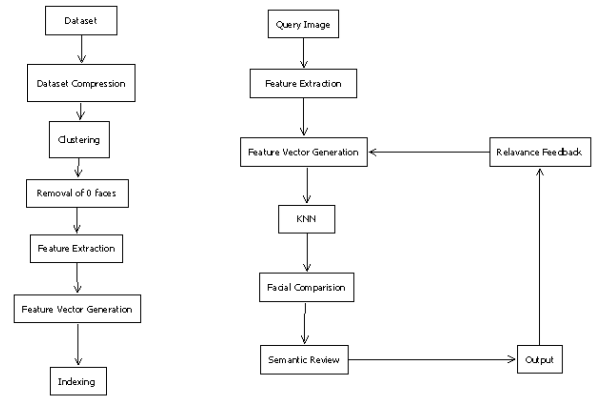 Dataset
Dataset Compression
Clustering
Removal of 0 faces
Feature Extraction
Feature Vector Generation
Indexing
Query Image
Feature Extraction
Feature Vector Generation
Relavance Feedback
KNN
Facial Comparision
Semantic Review
Output